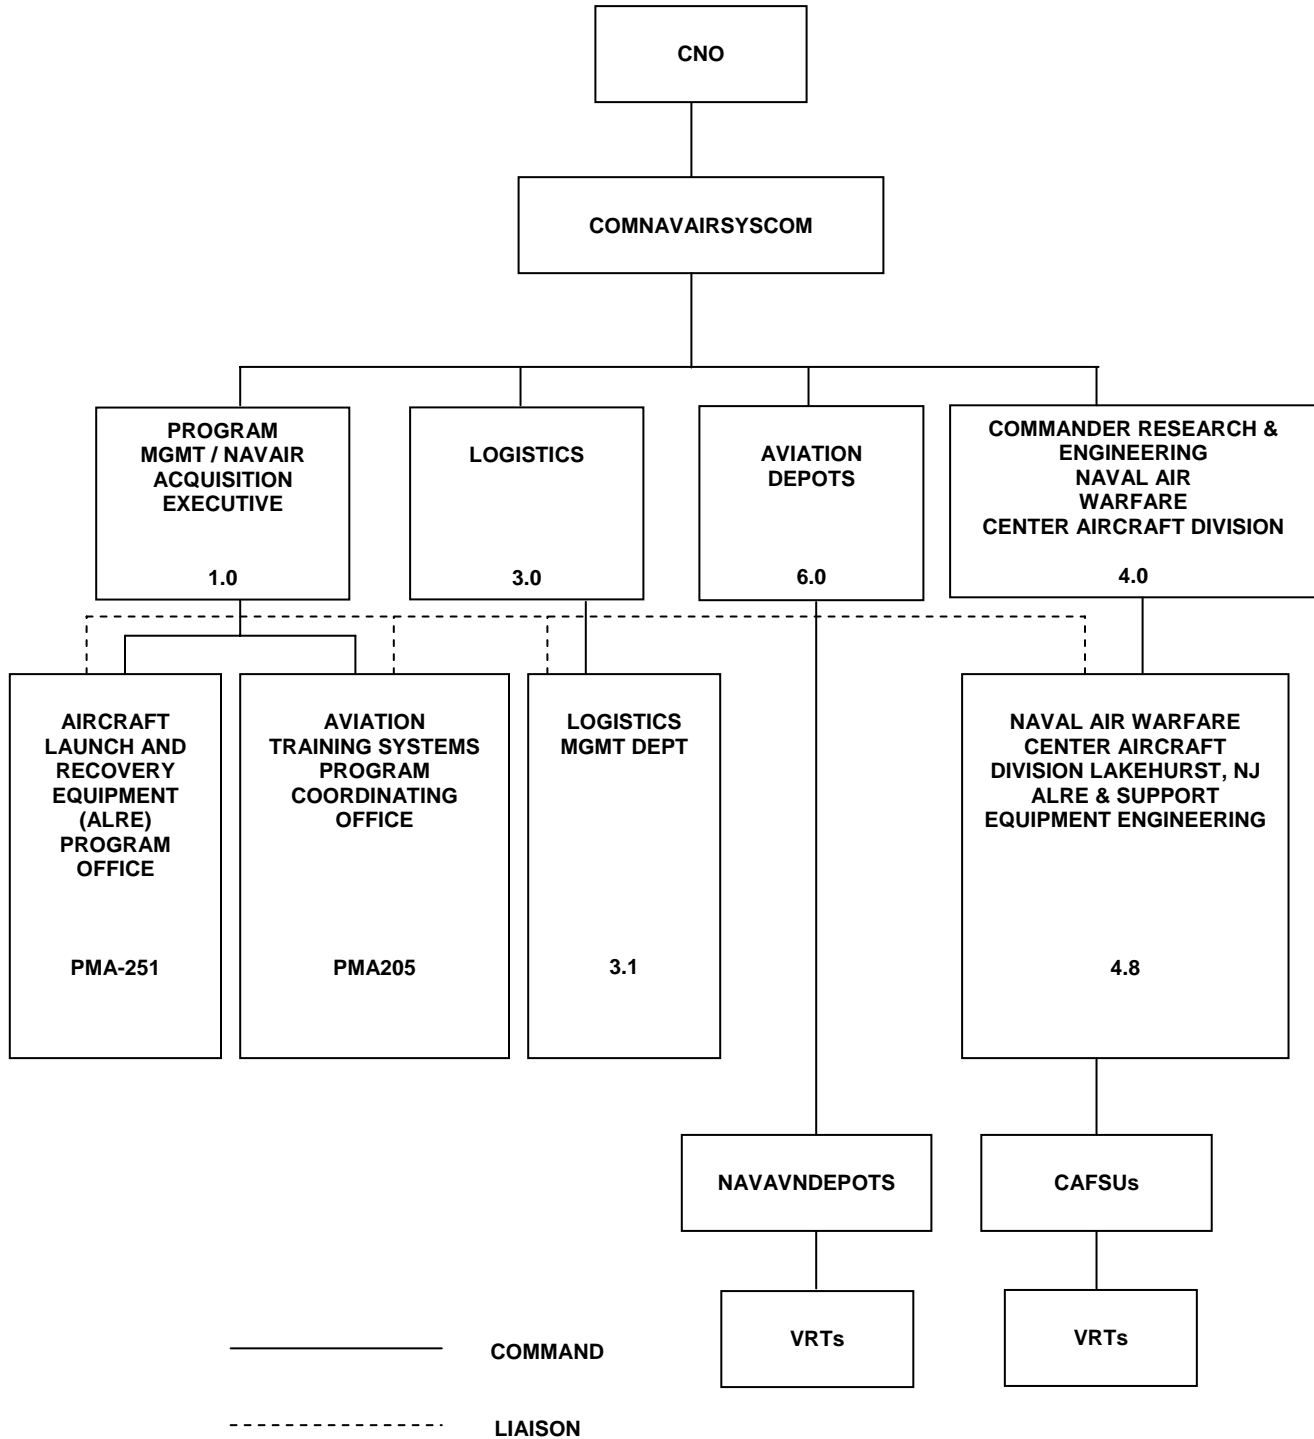 CNO
COMNAVAIRSYSCOM
PROGRAM
MGMT / NAVAIR
ACQUISITION
EXECUTIVE
1.0
LOGISTICS
3.0
AVIATION
DEPOTS
6.0
COMMANDER RESEARCH &
ENGINEERING
NAVAL AIR
WARFARE
CENTER AIRCRAFT DIVISION
4.0
AIRCRAFT
LAUNCH AND
RECOVERY
EQUIPMENT
(ALRE)
PROGRAM
OFFICE
PMA-251
AVIATION
TRAINING SYSTEMS
PROGRAM
COORDINATING
OFFICE
PMA205
LOGISTICS
MGMT DEPT
3.1
NAVAL AIR WARFARE
CENTER AIRCRAFT
DIVISION LAKEHURST, NJ
ALRE & SUPPORT
EQUIPMENT ENGINEERING
4.8
NAVAVNDEPOTS
CAFSUs
VRTs
VRTs
COMMAND
LIAISON